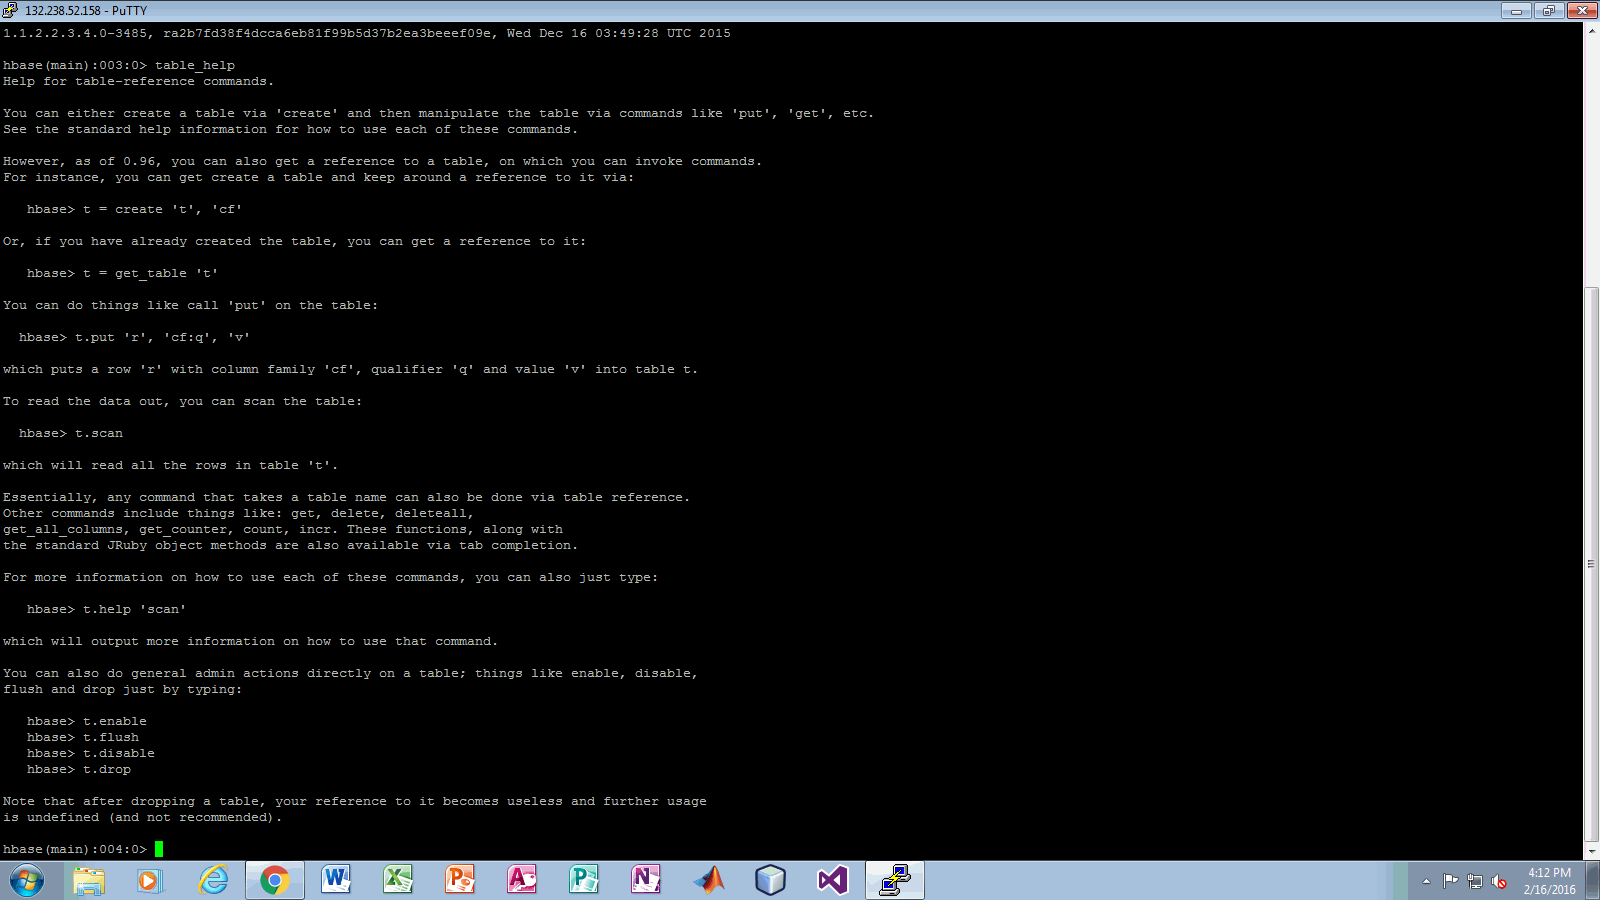 132.238.52.158 - PuTTY
1.1.2.2.3.4.0-3485, ra2b7fd38f4dcca6eb81f99b5d37b2ea3beeef09e, Wed Dec 16 03:49:28 UTC 2015
hbase(main):003:0> table_help
Help for table-reference commands.
You can either create a table via 'create' and then manipulate the table via commands like 'put', 'get', etc.
See the standard help information for how to use each of these commands.
However, as of 0.96, you can also get a reference to a table, on which you can invoke commands.
For instance, you can get create a table and keep around a reference to it via:
hbase> t = create 't', 'cf'
Or, if you have already created the table, you can get a reference to it:
hbase> t = get_table 't'
You can do things like call 'put' on the table:
hbase> t.put 'r', 'cf:q', 'v'
which puts a row 'r' with column family 'cf', qualifier 'q' and value 'v' into table t.
To read the data out, you can scan the table:
hbase> t.scan
which will read all the rows in table 't'.
Essentially, any command that takes a table name can also be done via table reference.
Other commands include things like: get, delete, deleteall,
get_all_columns, get_counter, count, incr. These functions, along with
the standard JRuby object methods are also available via tab completion.
For more information on how to use each of these commands, you can also just type:
hbase> t.help 'scan'
which will output more information on how to use that command.
You can also do general admin actions directly on a table; things like enable, disable,
flush and drop just by typing:
hbase> t.enable
hbase> t.flush
hbase> t.disable
hbase> t.drop
Note that after dropping a table, your reference to it becomes useless and further usage
is undefined (and not recommended).
hbase(main):004:0>
4:12 PM
2/16/2016